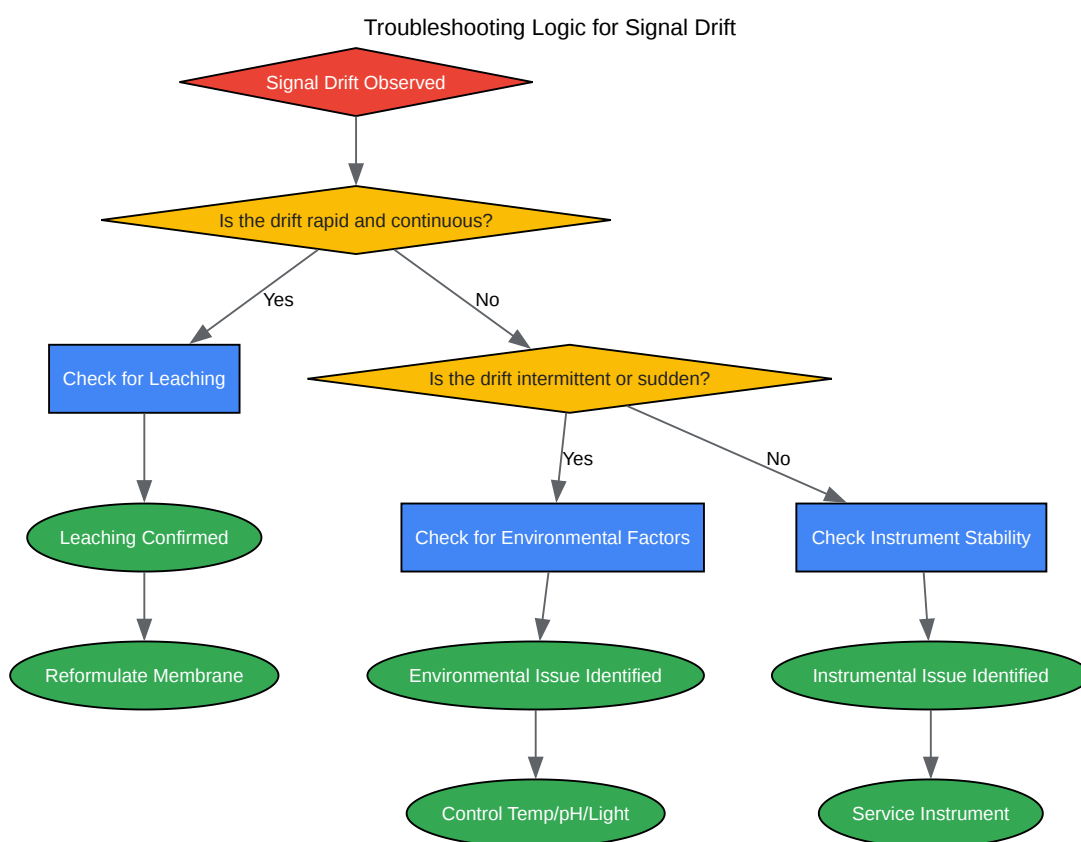 Troubleshooting Logic for Signal Drift
Signal Drift Observed
Is the drift rapid and continuous?
Yes
No
Check for Leaching
Is the drift intermittent or sudden?
Yes
No
Leaching Confirmed
Check for Environmental Factors
Check Instrument Stability
Reformulate Membrane
Environmental Issue Identified
Instrumental Issue Identified
Control Temp/pH/Light
Service Instrument